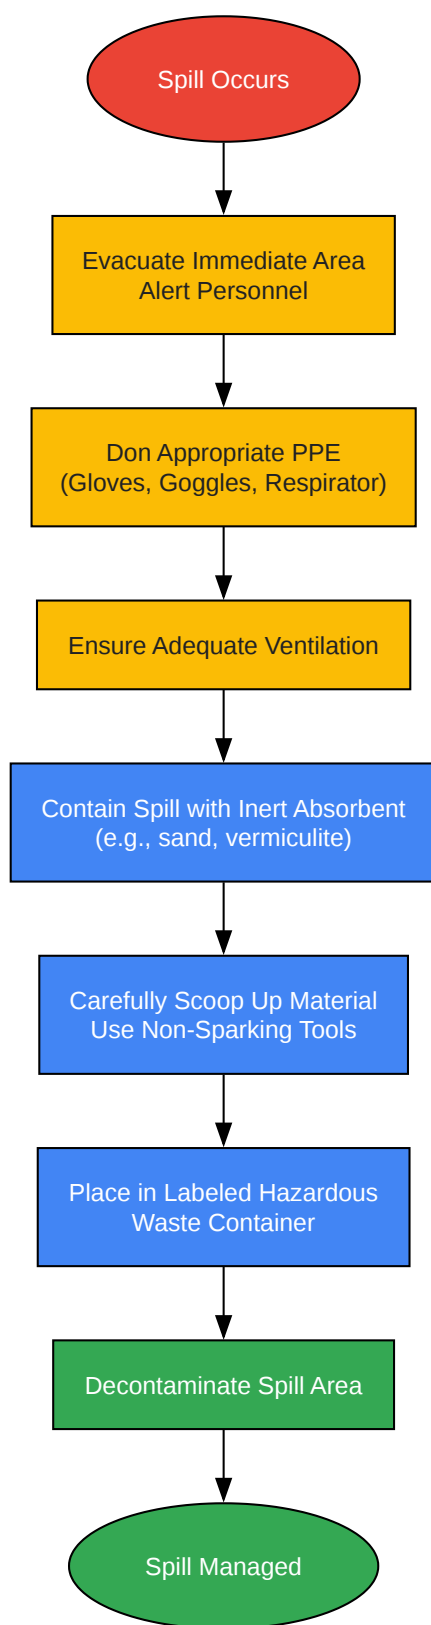 Spill Occurs
Evacuate Immediate Area
Alert Personnel
Don Appropriate PPE
(Gloves, Goggles, Respirator)
Ensure Adequate Ventilation
Contain Spill with Inert Absorbent
(e.g., sand, vermiculite)
Carefully Scoop Up Material
Use Non-Sparking Tools
Place in Labeled Hazardous
Waste Container
Decontaminate Spill Area
Spill Managed